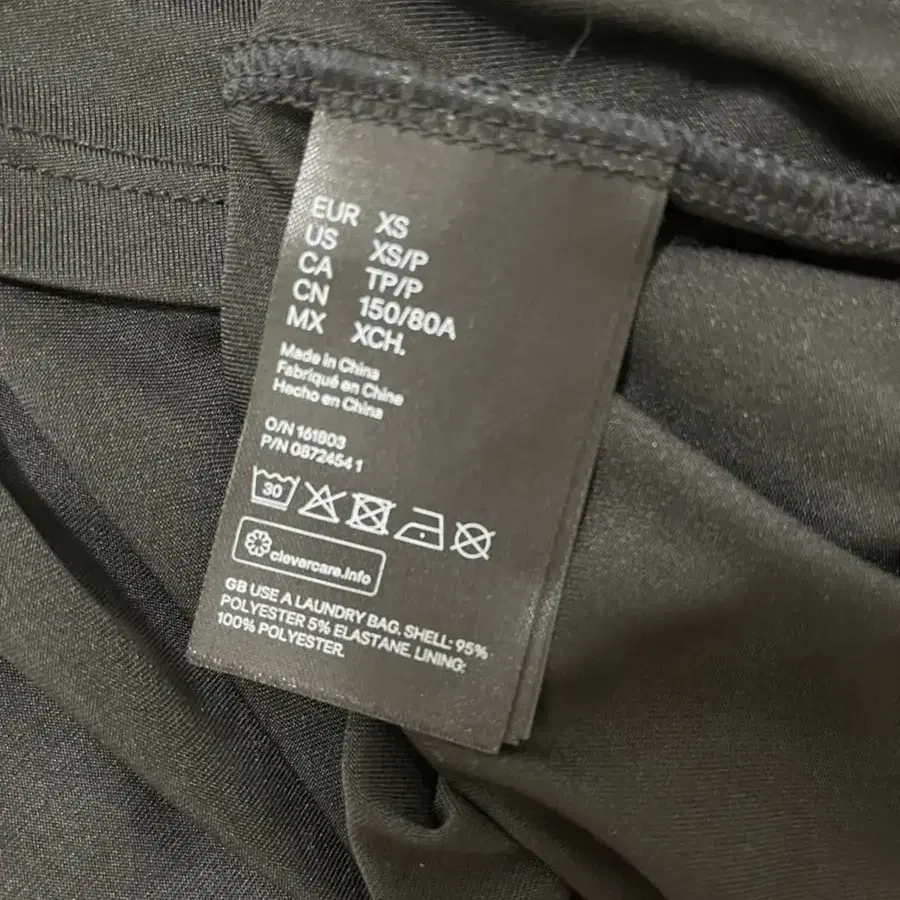 EUR XS
US XS/P
CA TP/P
CN 150/80A
MX XCH.
Made in China
Fabriqué en Chine
Hecho en China
O/N 161803
P/N 08724541
30
clevercare.info
GB USE A LAUNDRY BAG. SHELL: 95%
POLYESTER 5% ELASTANE. LINING:
100% POLYESTER.